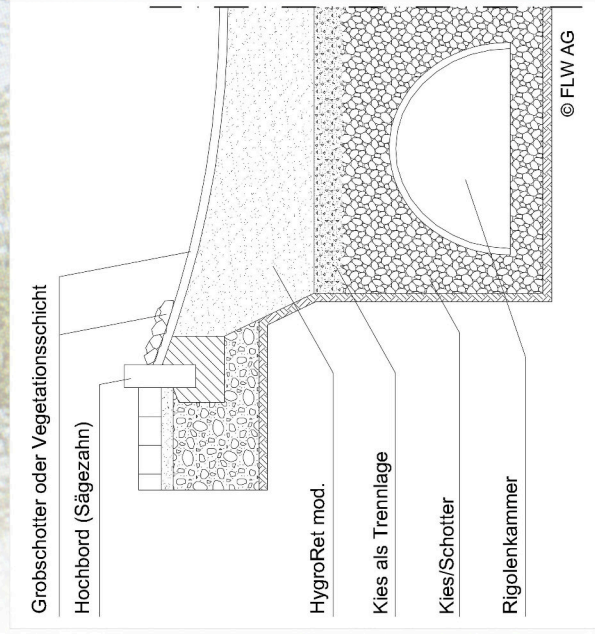 Grobschotter oder Vegetationsschicht
Hochbord (Sägezahn)
HygroRet mod.
Kies als Trennlage
Kies/Schotter
Rigolenkammer
© FLW AG